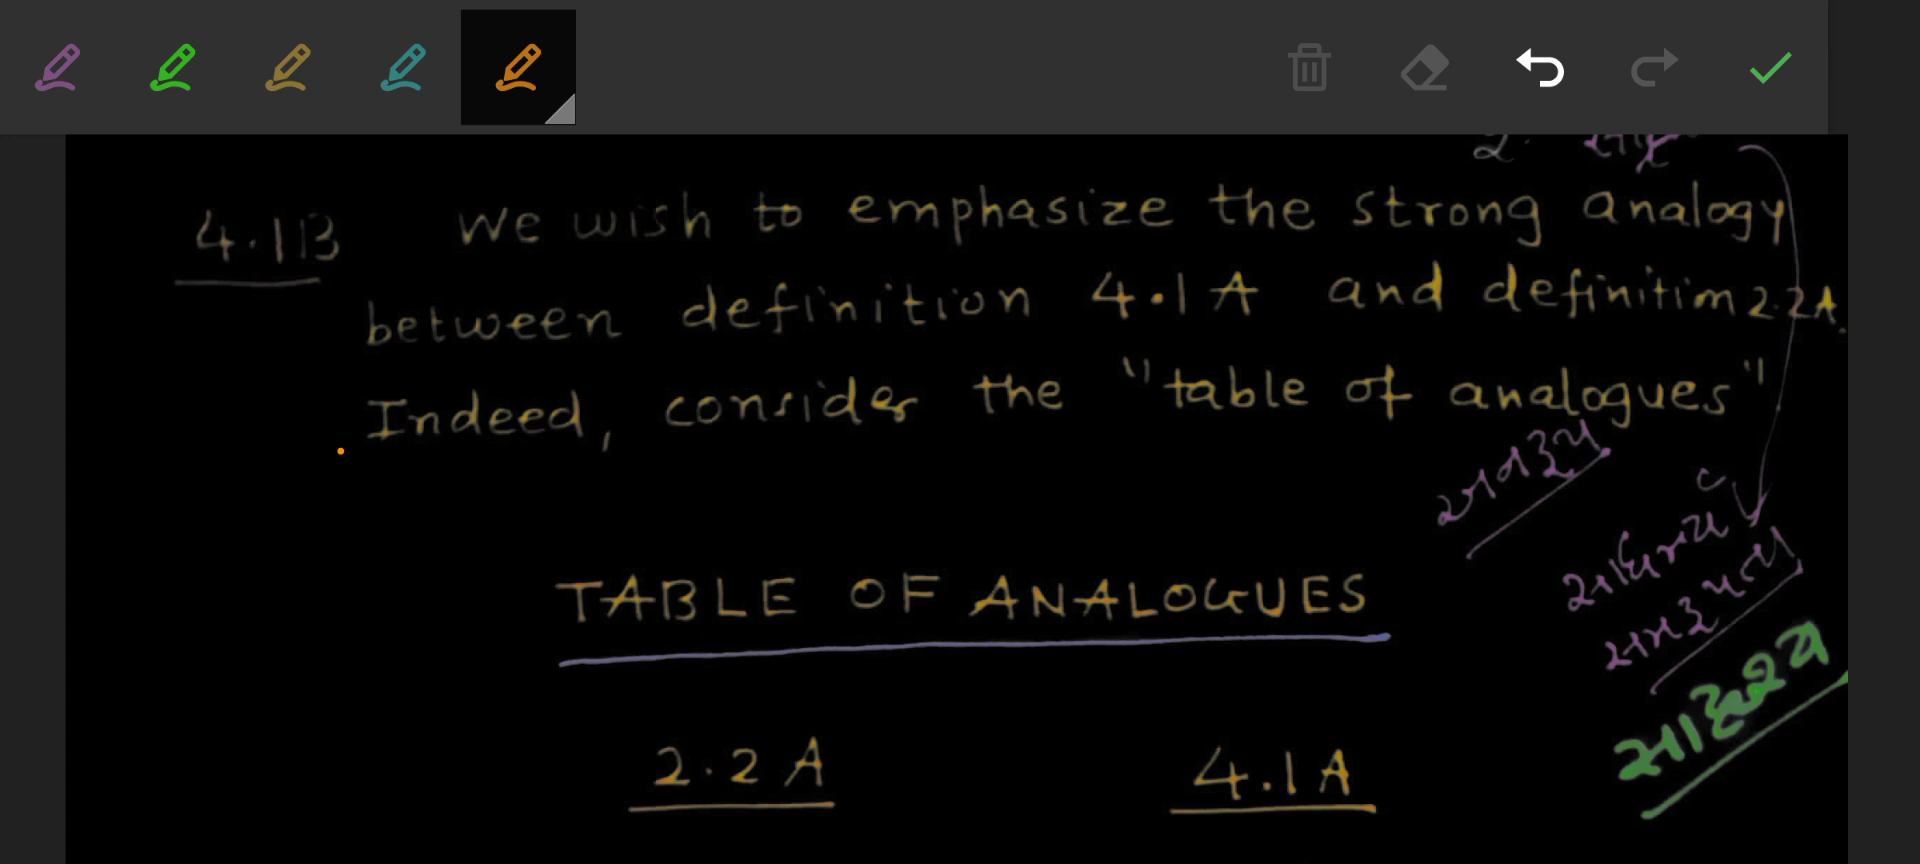 4.1B We wish to emphasize the strong analogy
between definition 4.1A and definition 2.2A.
Indeed, consider the "table of analogues"
TABLE OF ANALOGUES
2.2 A 4.1A